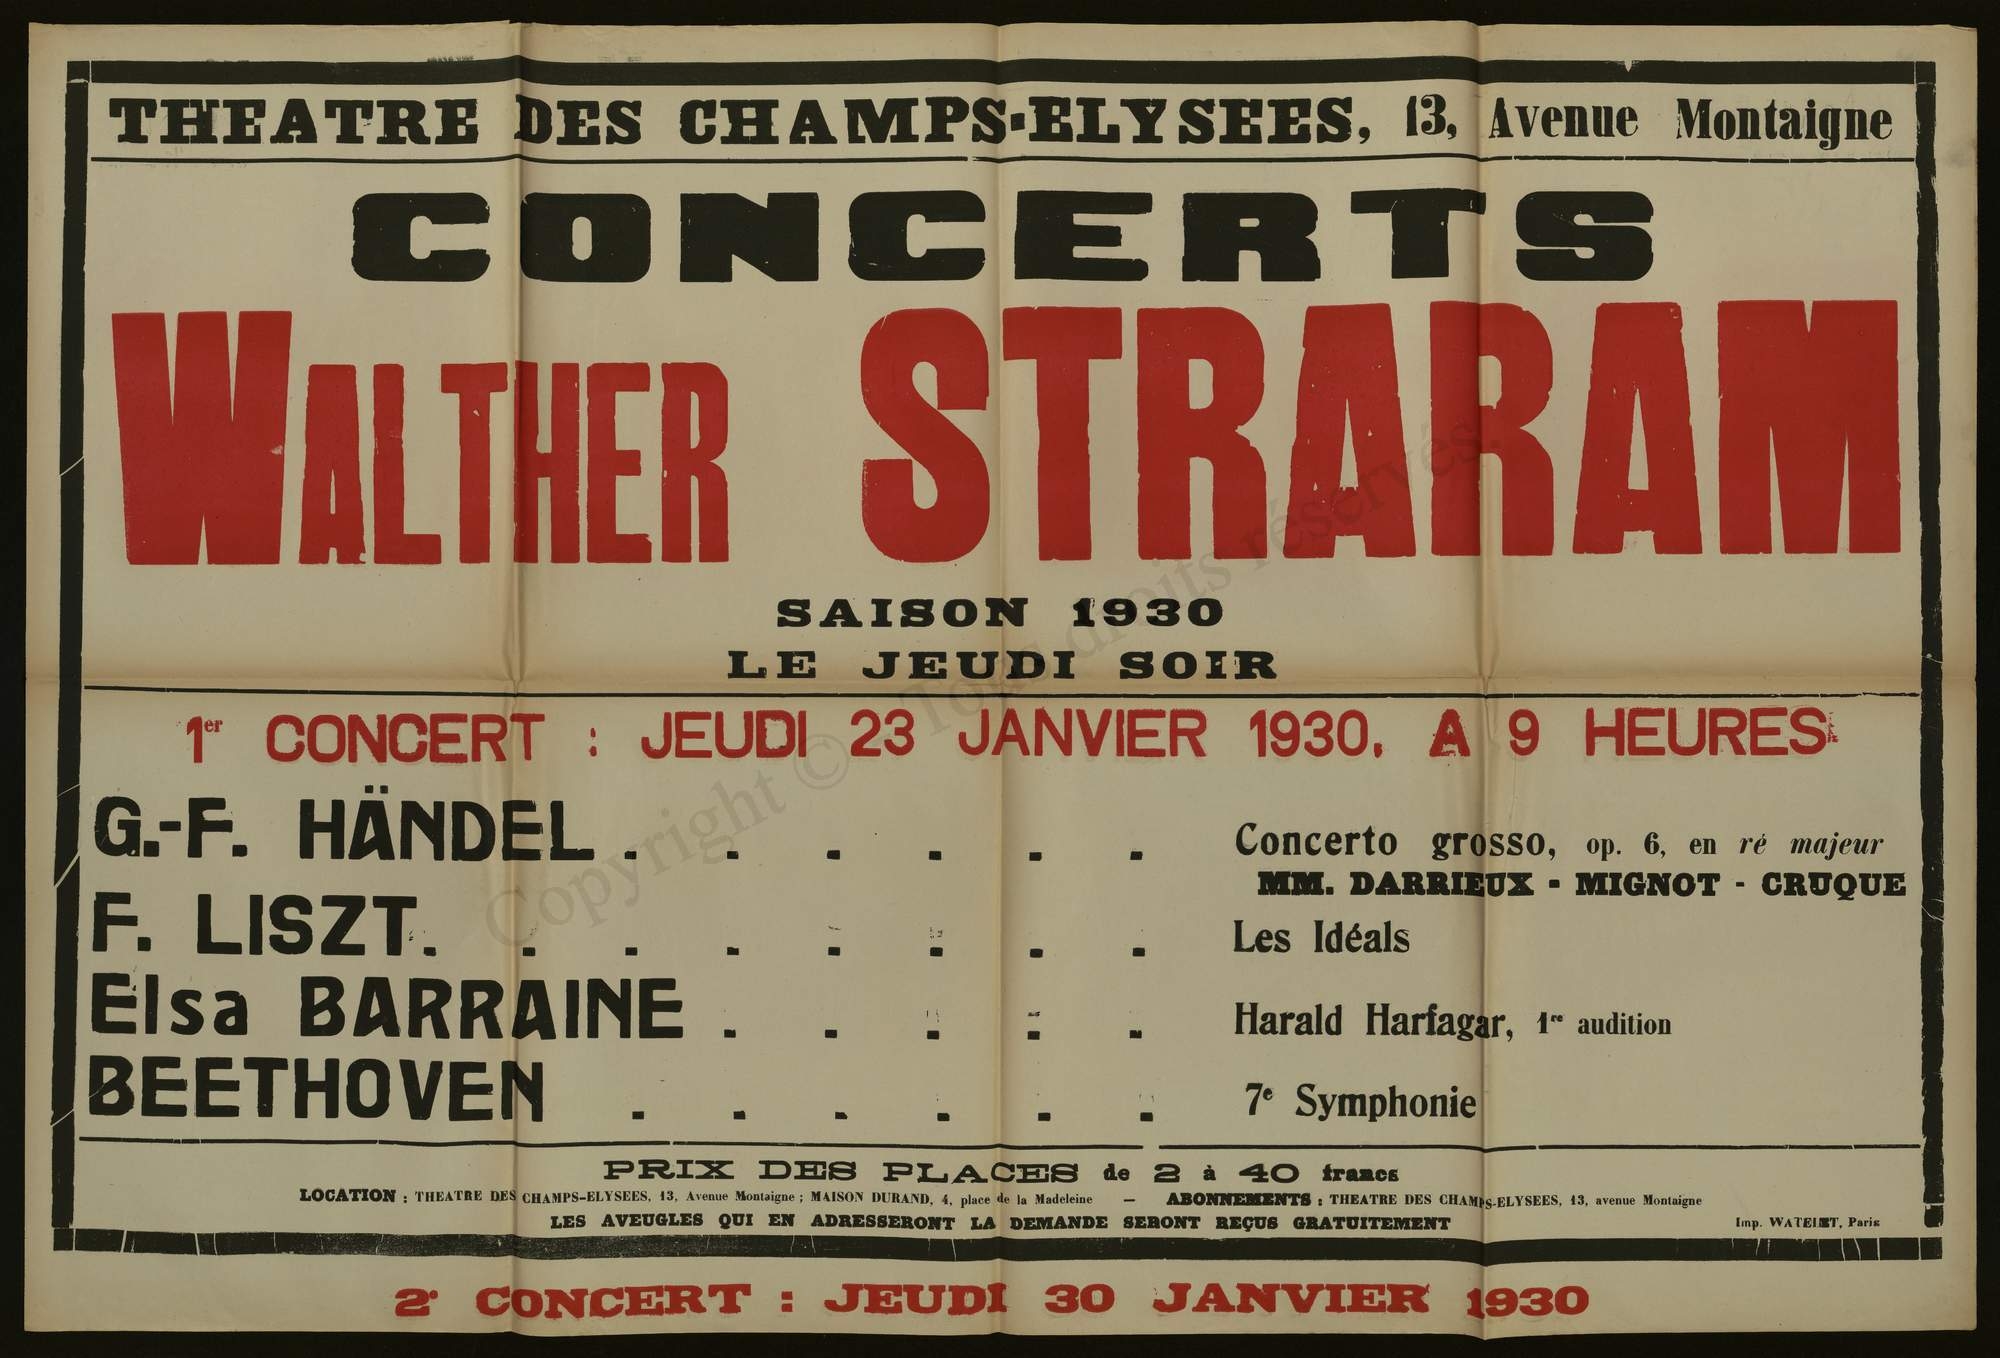 THEATRE DES CHAMPS-ELYSEES, 13, Avenue Montaigne
CONCERTS
WALTHER STRARAM
SAISON 1930
LE JEUDI SOIR
1er CONCERT : JEUDI 23 JANVIER 1930, A 9 HEURES
G.-F. HÄNDEL . . . . . . Concerto grosso, op. 6, en ré majeur
MM. DARRIEUX - MIGNOT - CRUQUE
F. LISZT. . . . . . . . Les Idéals
Elsa BARRAINE . . . . . Harald Harfagar, 1re audition
BEETHOVEN . . . . . . 7e Symphonie
PRIX DES PLACES de 2 à 40 francs
LOCATION : THEATRE DES CHAMPS-ELYSEES, 13, Avenue Montaigne ; MAISON DURAND, 4, place de la Madeleine — ABONNEMENTS : THEATRE DES CHAMPS-ELYSEES, 13, avenue Montaigne
LES AVEUGLES QUI EN ADRESSERONT LA DEMANDE SERONT REÇUS GRATUITEMENT
Imp. WATELET, Paris
2e CONCERT : JEUDI 30 JANVIER 1930
Copyright © - Tous droits réservés.